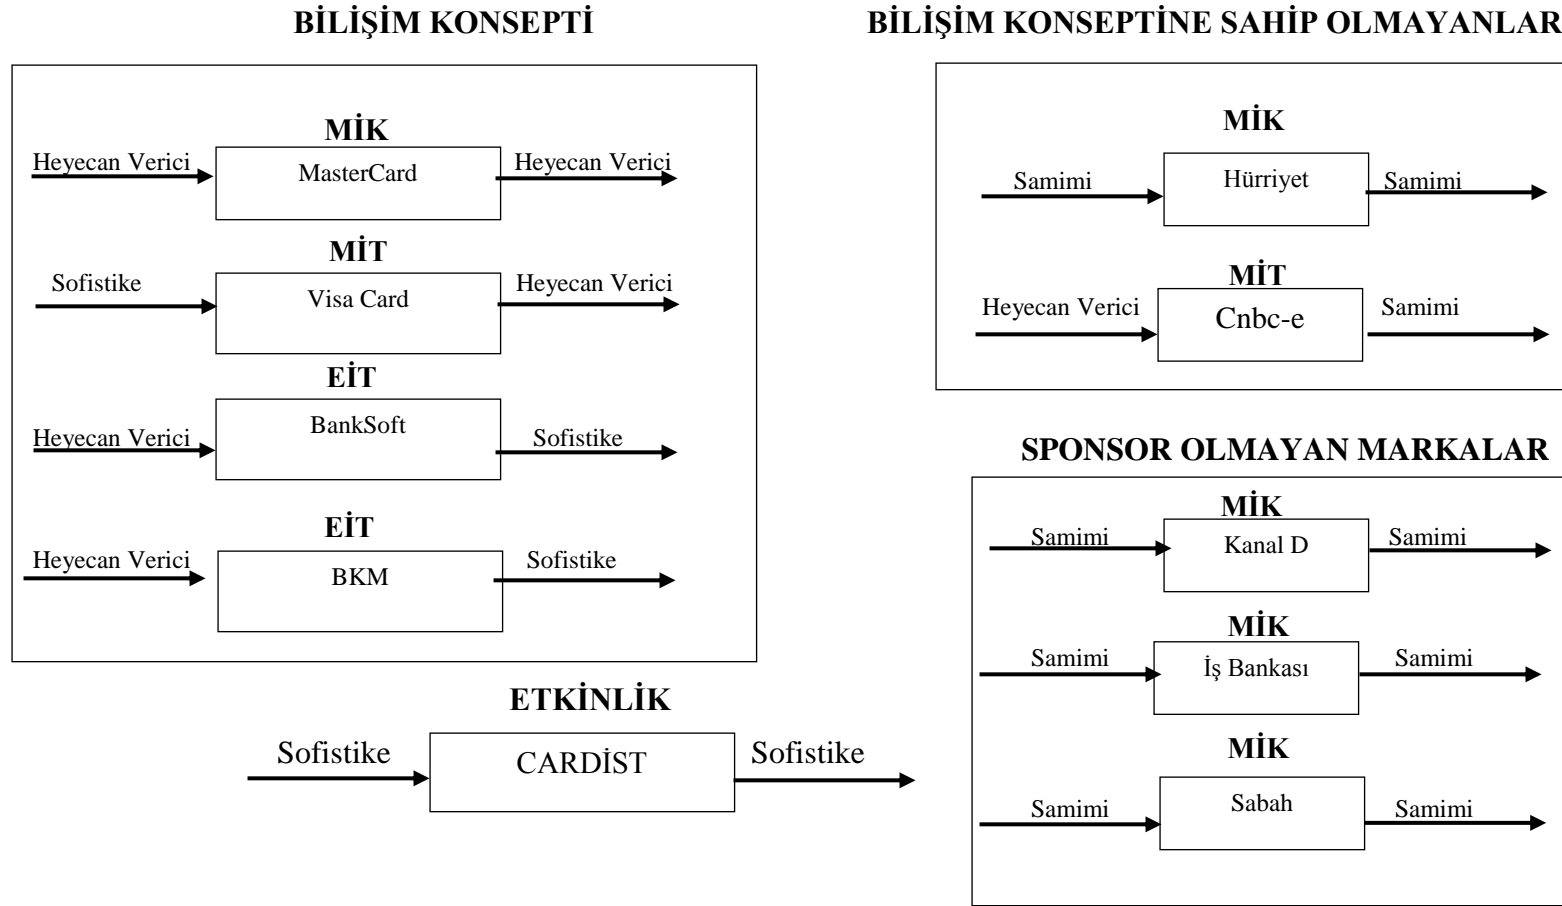 BİLİŞİM KONSEPTİ
MİK
Heyecan Verici
MasterCard
Heyecan Verici
MİT
Sofistike
Visa Card
Heyecan Verici
EİT
Heyecan Verici
BankSoft
Sofistike
EİT
Heyecan Verici
BKM
Sofistike
ETKİNLİK
Sofistike
CARDİST
Sofistike
BİLİŞİM KONSEPTİNE SAHİP OLMAYANLAR
MİK
Samimi
Hürriyet
Samimi
MİT
Heyecan Verici
Cnbc-e
Samimi
SPONSOR OLMAYAN MARKALAR
MİK
Samimi
Kanal D
Samimi
MİK
Samimi
İş Bankası
Samimi
MİK
Samimi
Sabah
Samimi